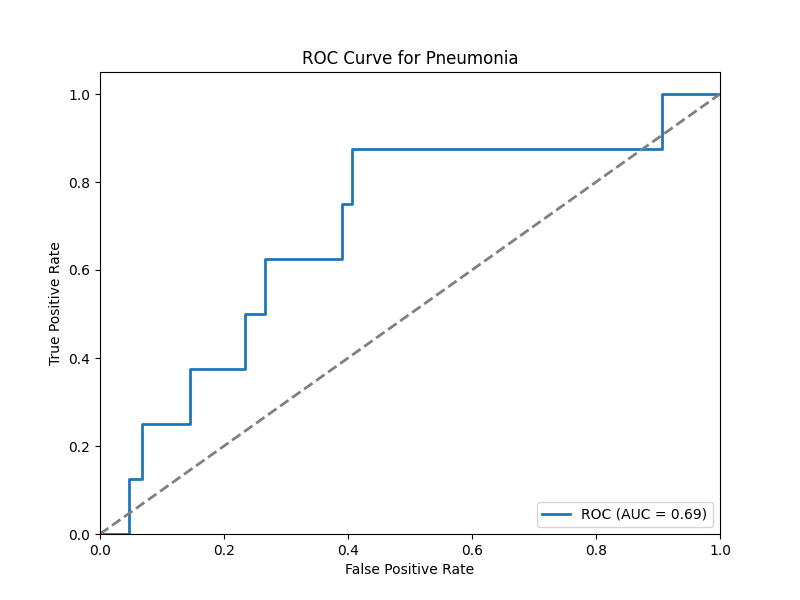 ROC Curve for Pneumonia
1.0
0.8
0.6
0.4
0.2
0.0
True Positive Rate
ROC (AUC = 0.69)
0.0 0.2 0.4 0.6 0.8 1.0
False Positive Rate